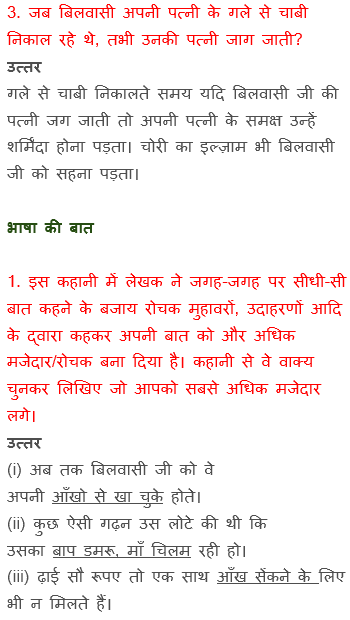 3. जब बिलवासी अपनी पत्नी के गले से चाबी
निकाल रहे थे, तभी उनकी पत्नी जाग जाती?
उत्तर
गले से चाबी निकालते समय यदि बिलवासी जी की
पत्नी जग जाती तो अपनी पत्नी के समक्ष उन्हें
शर्मिंदा होना पड़ता। चोरी का इल्ज़ाम भी बिलवासी
जी को सहना पड़ता।
भाषा की बात
1. इस कहानी में लेखक ने जगह-जगह पर सीधी-सी
बात कहने के बजाय रोचक मुहावरों, उदाहरणों आदि
के द्वारा कहकर अपनी बात को और अधिक
मजेदार/रोचक बना दिया है। कहानी से वे वाक्य
चुनकर लिखिए जो आपको सबसे अधिक मजेदार
लगे।
उत्तर
(i) अब तक बिलवासी जी को वे
अपनी आँखो से खा चुके होते।
(ii) कुछ ऐसी गढ़न उस लोटे की थी कि
उसका बाप डमरू, माँ चिलम रही हो।
(iii) ढ़ाई सौ रूपए तो एक साथ आँख सेंकने के लिए
भी न मिलते हैं।